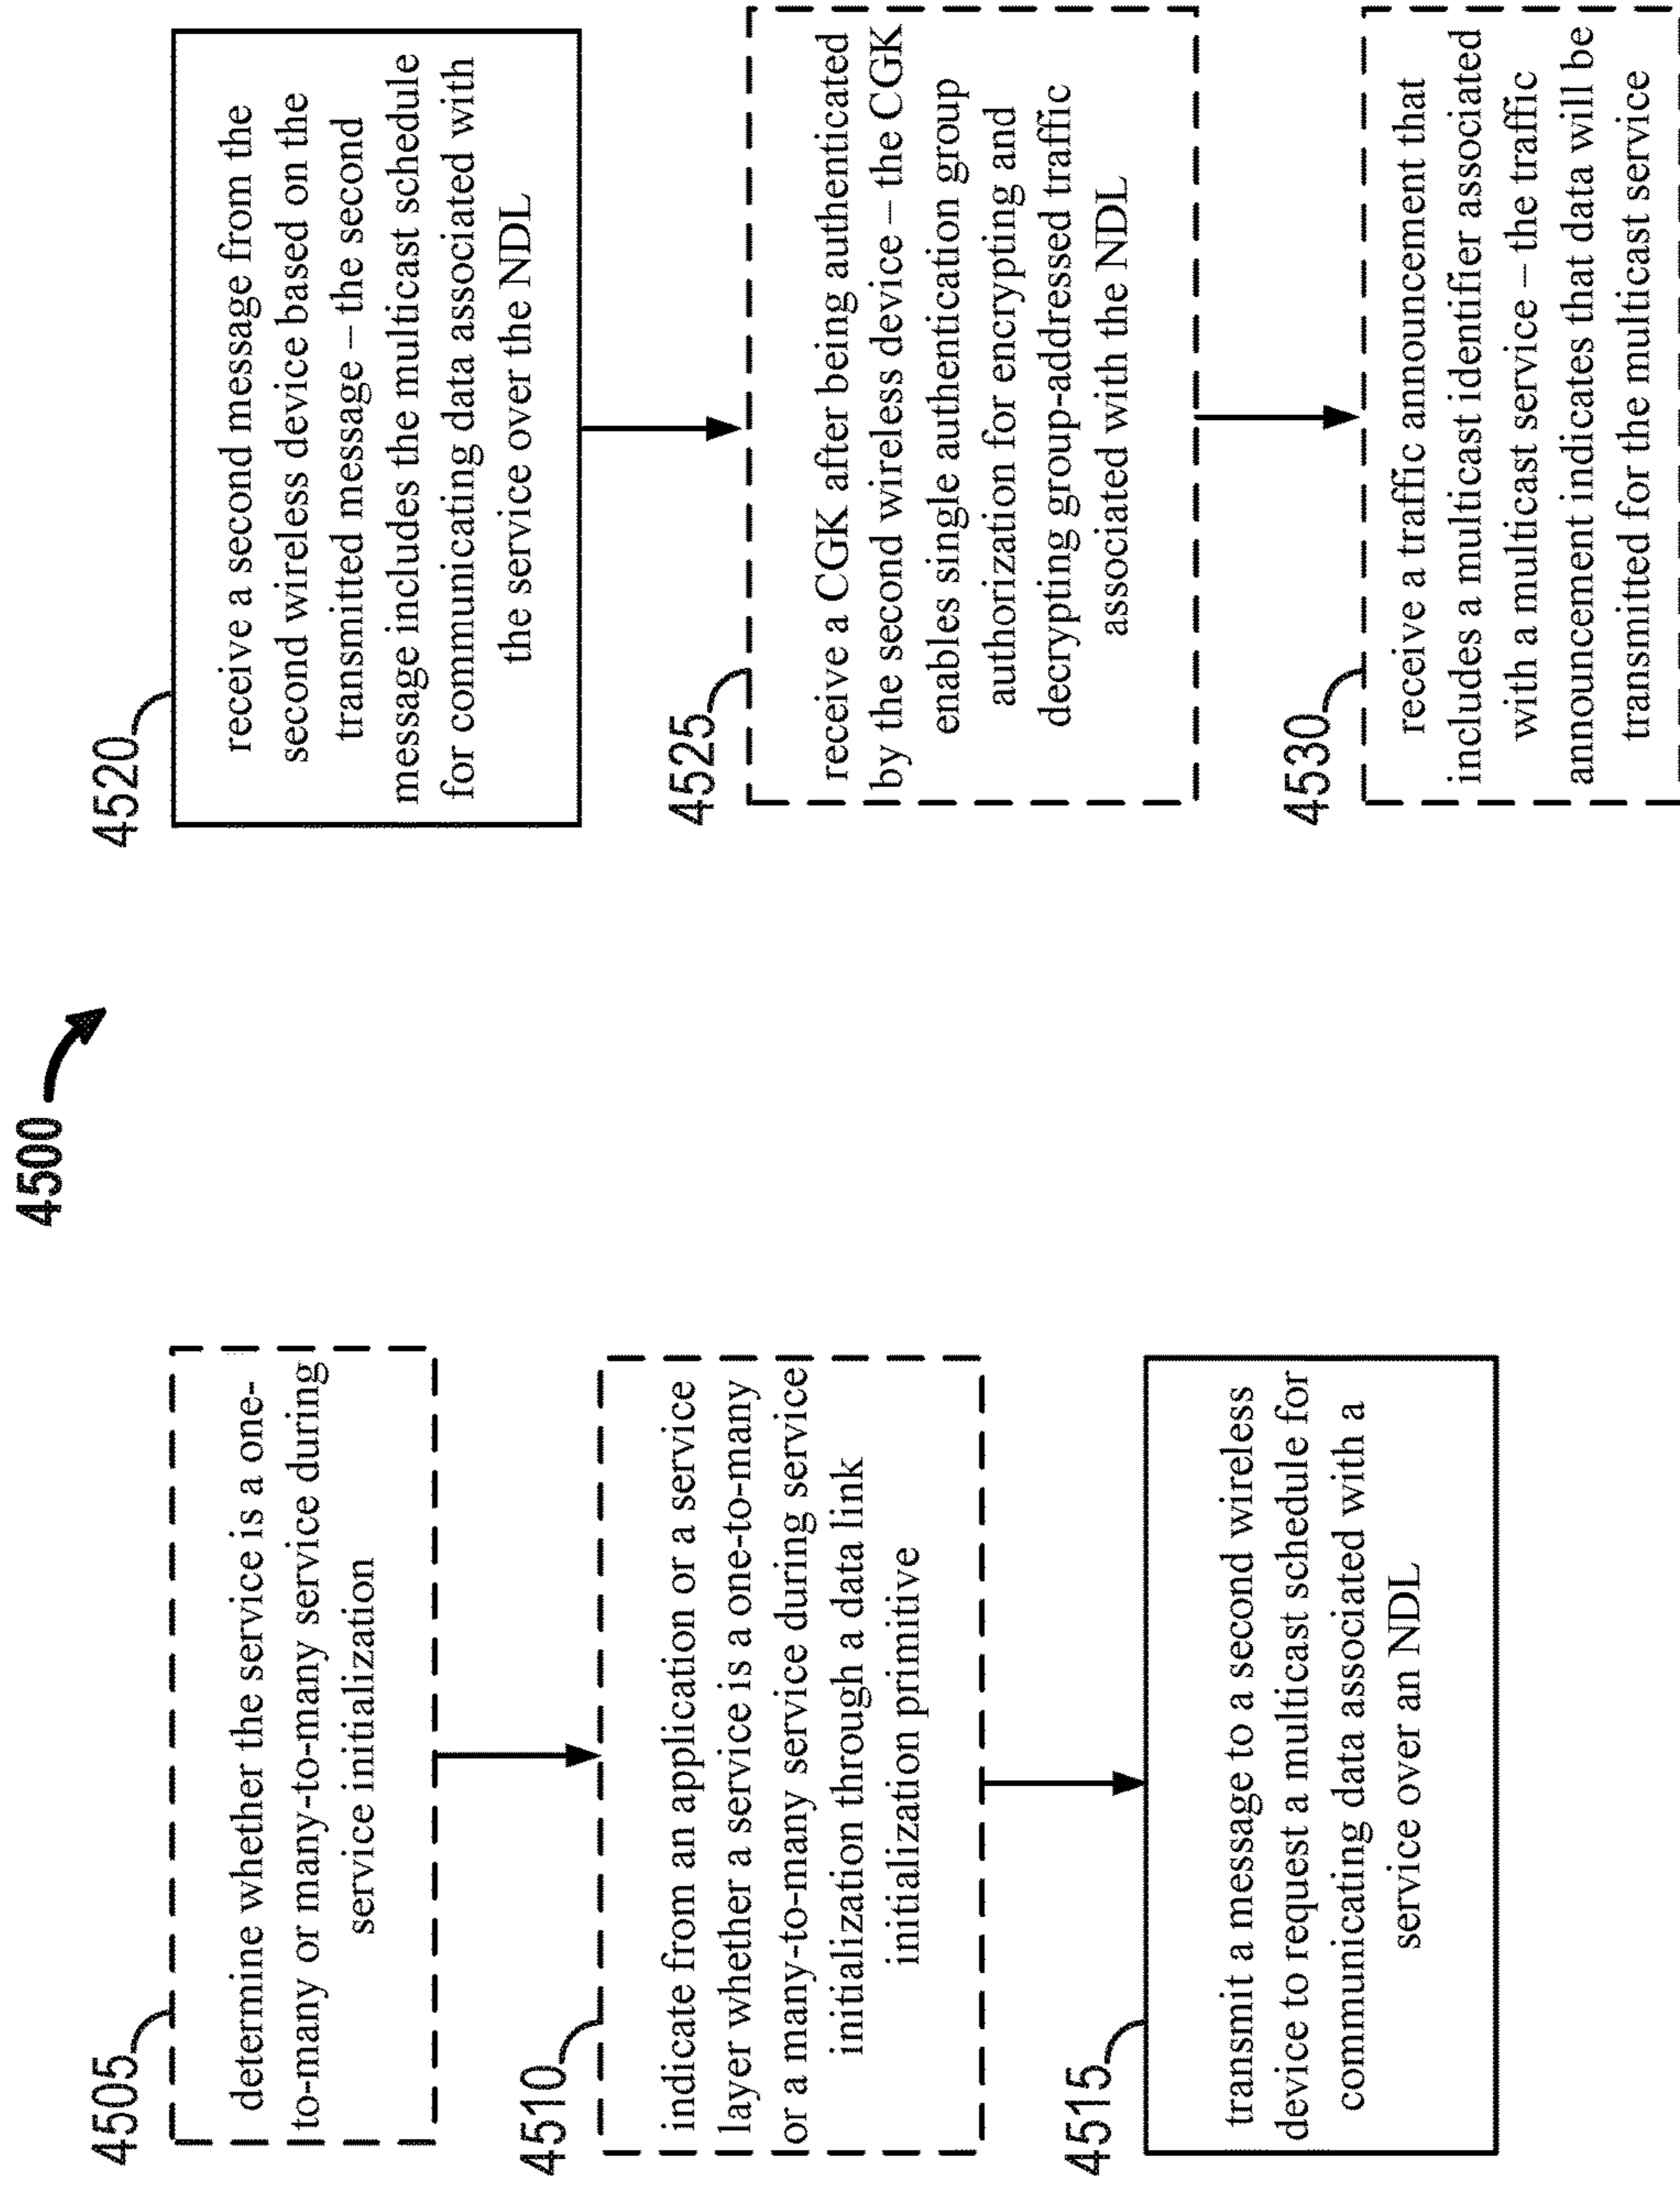 4500
4505
determine whether the service is a one-
to-many or many-to-many service during
service initialization
4510
indicate from an application or a service
layer whether a service is a one-to-many
or a many-to-many service during service
initialization through a data link
initialization primitive
4515
transmit a message to a second wireless
device to request a multicast schedule for
communicating data associated with a
service over an NDL
4520
receive a second message from the
second wireless device based on the
transmitted message – the second
message includes the multicast schedule
for communicating data associated with
the service over the NDL
4525
receive a CGK after being authenticated
by the second wireless device – the CGK
enables single authentication group
authorization for encrypting and
decrypting group-addressed traffic
associated with the NDL
4530
receive a traffic announcement that
includes a multicast identifier associated
with a multicast service – the traffic
announcement indicates that data will be
transmitted for the multicast service